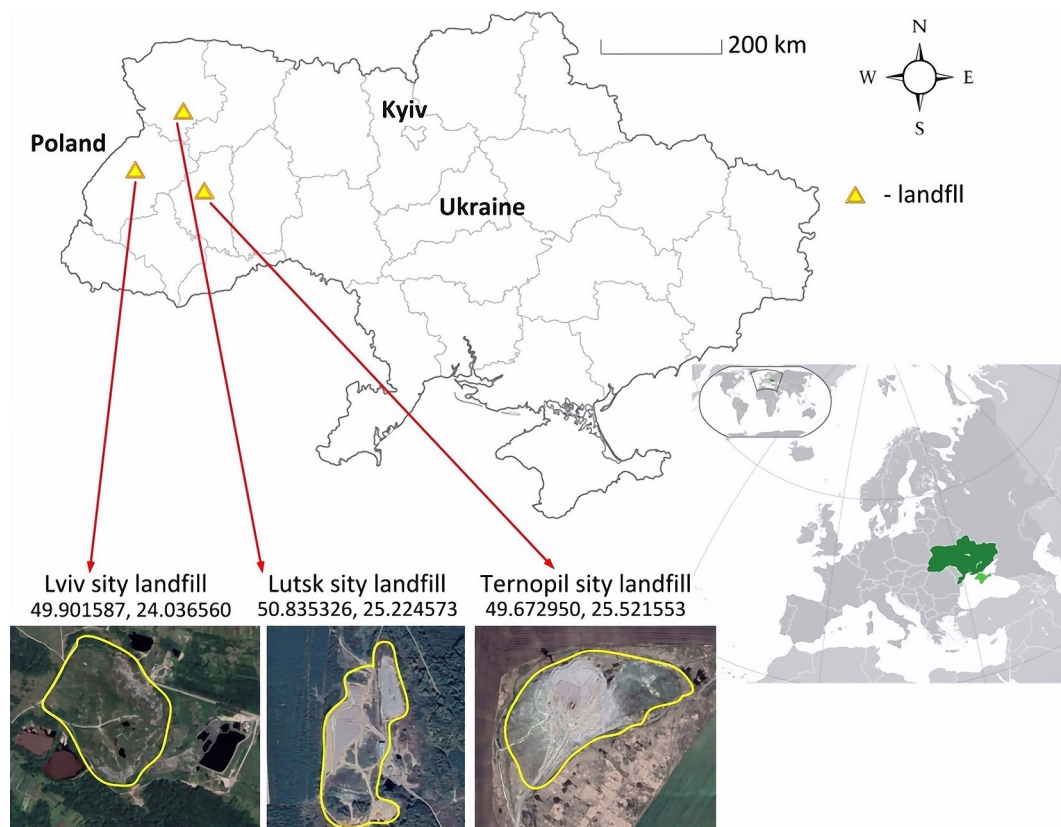 200 km
N
W E
S
Kyiv
Poland
Ukraine
- landfll
Lviv sity landfill
49.901587, 24.036560
Lutsk sity landfill
50.835326, 25.224573
Ternopil sity landfill
49.672950, 25.521553